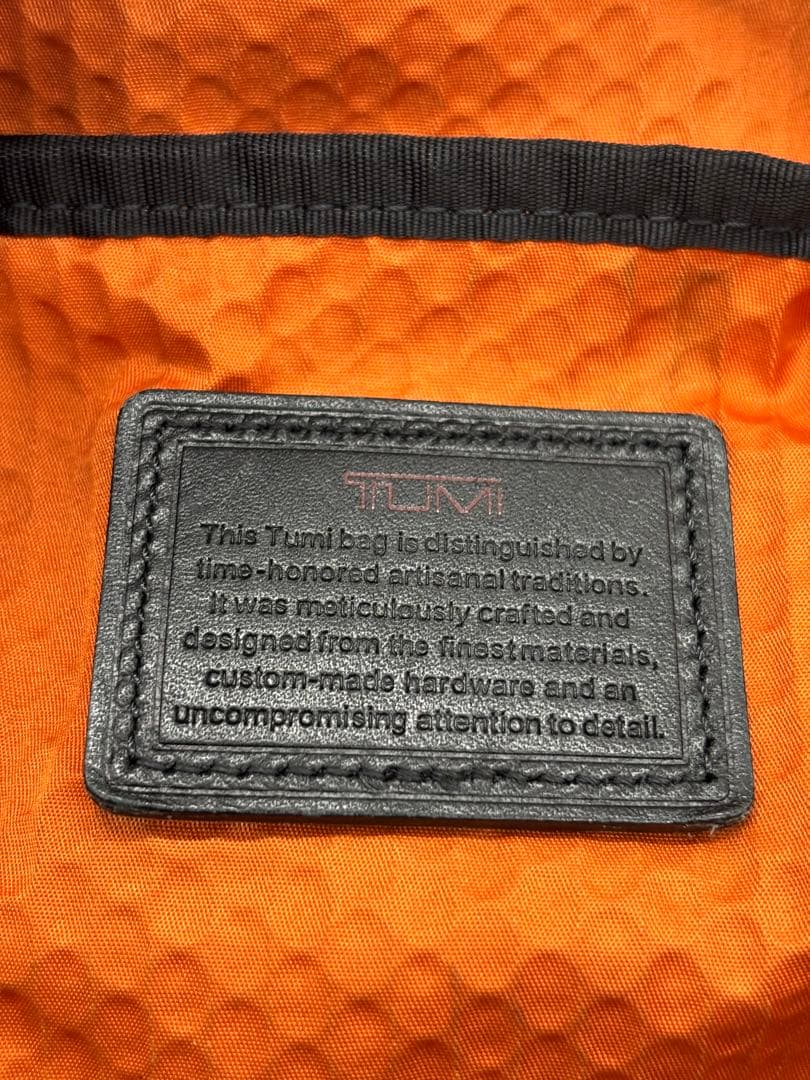 TUMI
This Tumi bag is distinguished by
time-honored artisanal traditions.
It was meticulously crafted and
designed from the finest materials,
custom-made hardware and an
uncompromising attention to detail.